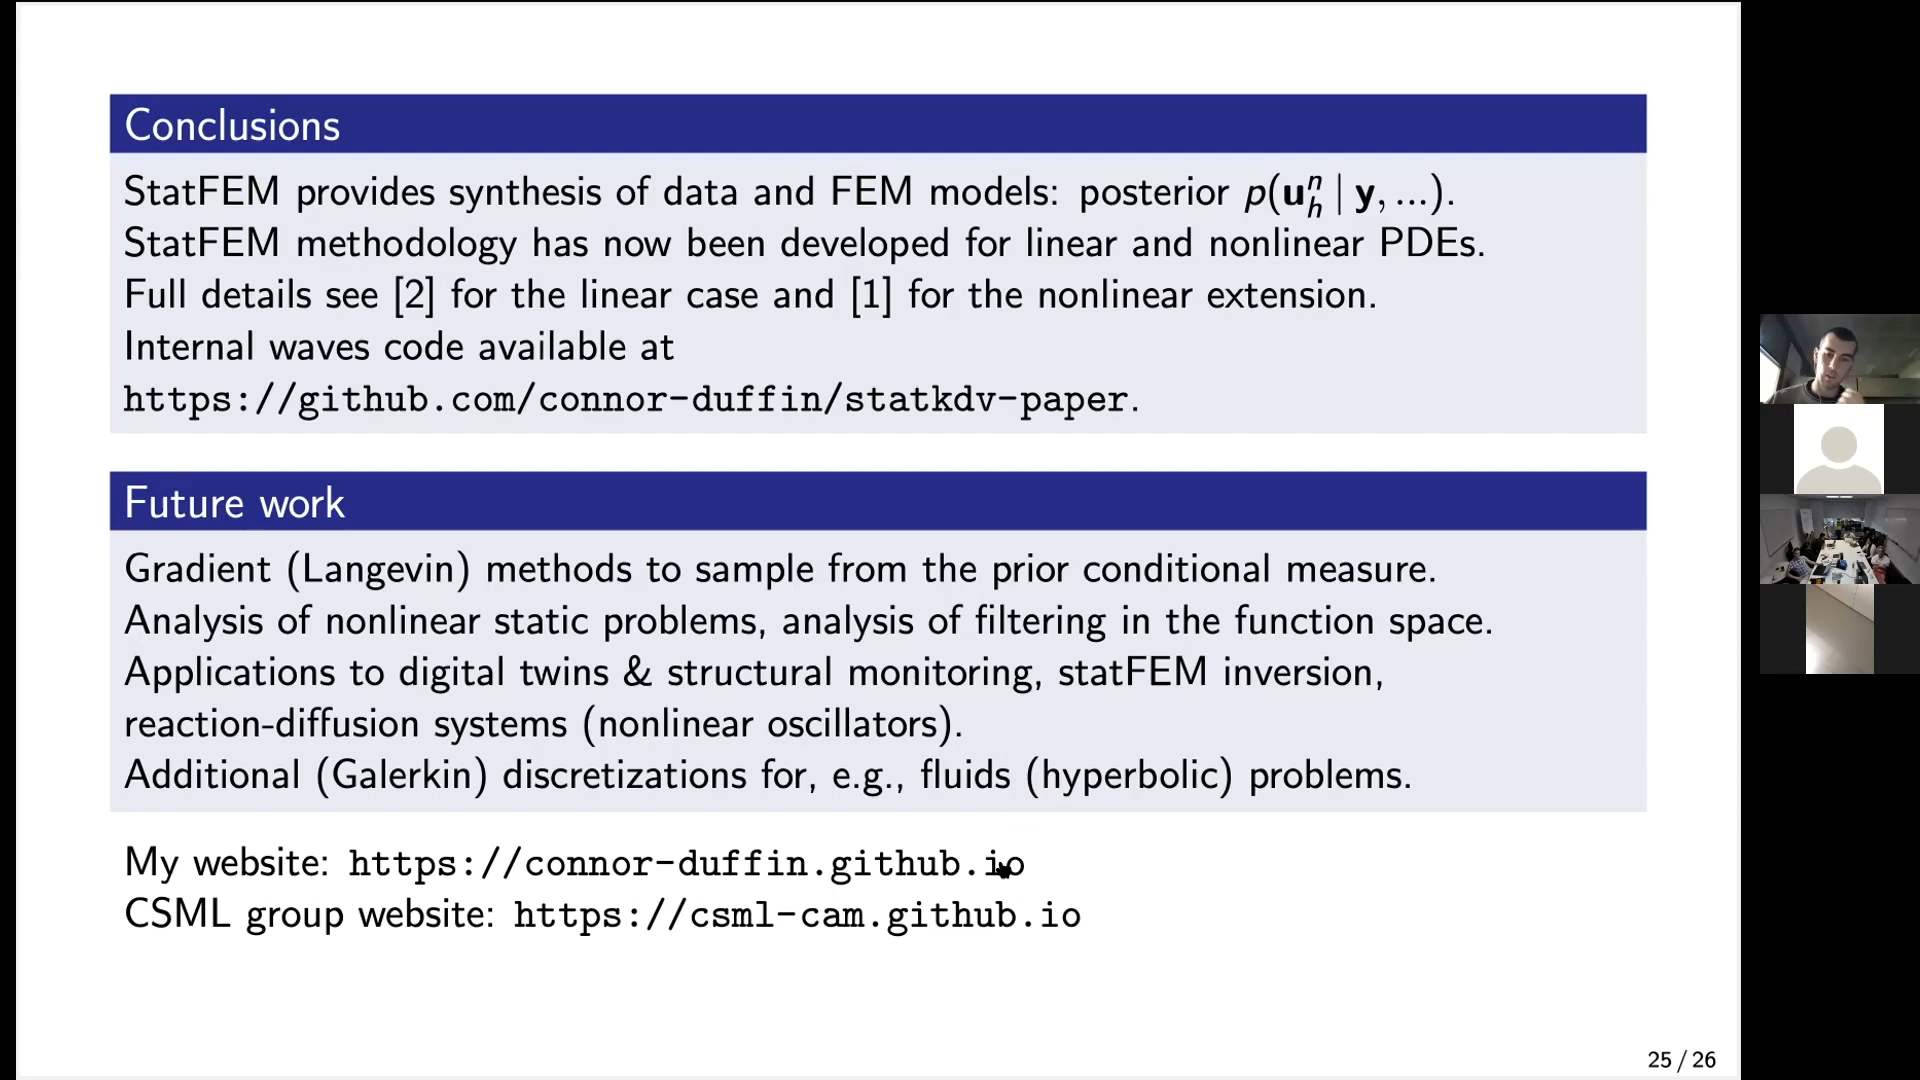 Conclusions
StatFEM provides synthesis of data and FEM models: posterior p(u_h^n | y, ...).
StatFEM methodology has now been developed for linear and nonlinear PDEs.
Full details see [2] for the linear case and [1] for the nonlinear extension.
Internal waves code available at
https://github.com/connor-duffin/statkdv-paper.
Future work
Gradient (Langevin) methods to sample from the prior conditional measure.
Analysis of nonlinear static problems, analysis of filtering in the function space.
Applications to digital twins & structural monitoring, statFEM inversion,
reaction-diffusion systems (nonlinear oscillators).
Additional (Galerkin) discretizations for, e.g., fluids (hyperbolic) problems.
My website: https://connor-duffin.github.io
CSML group website: https://csml-cam.github.io
25 / 26